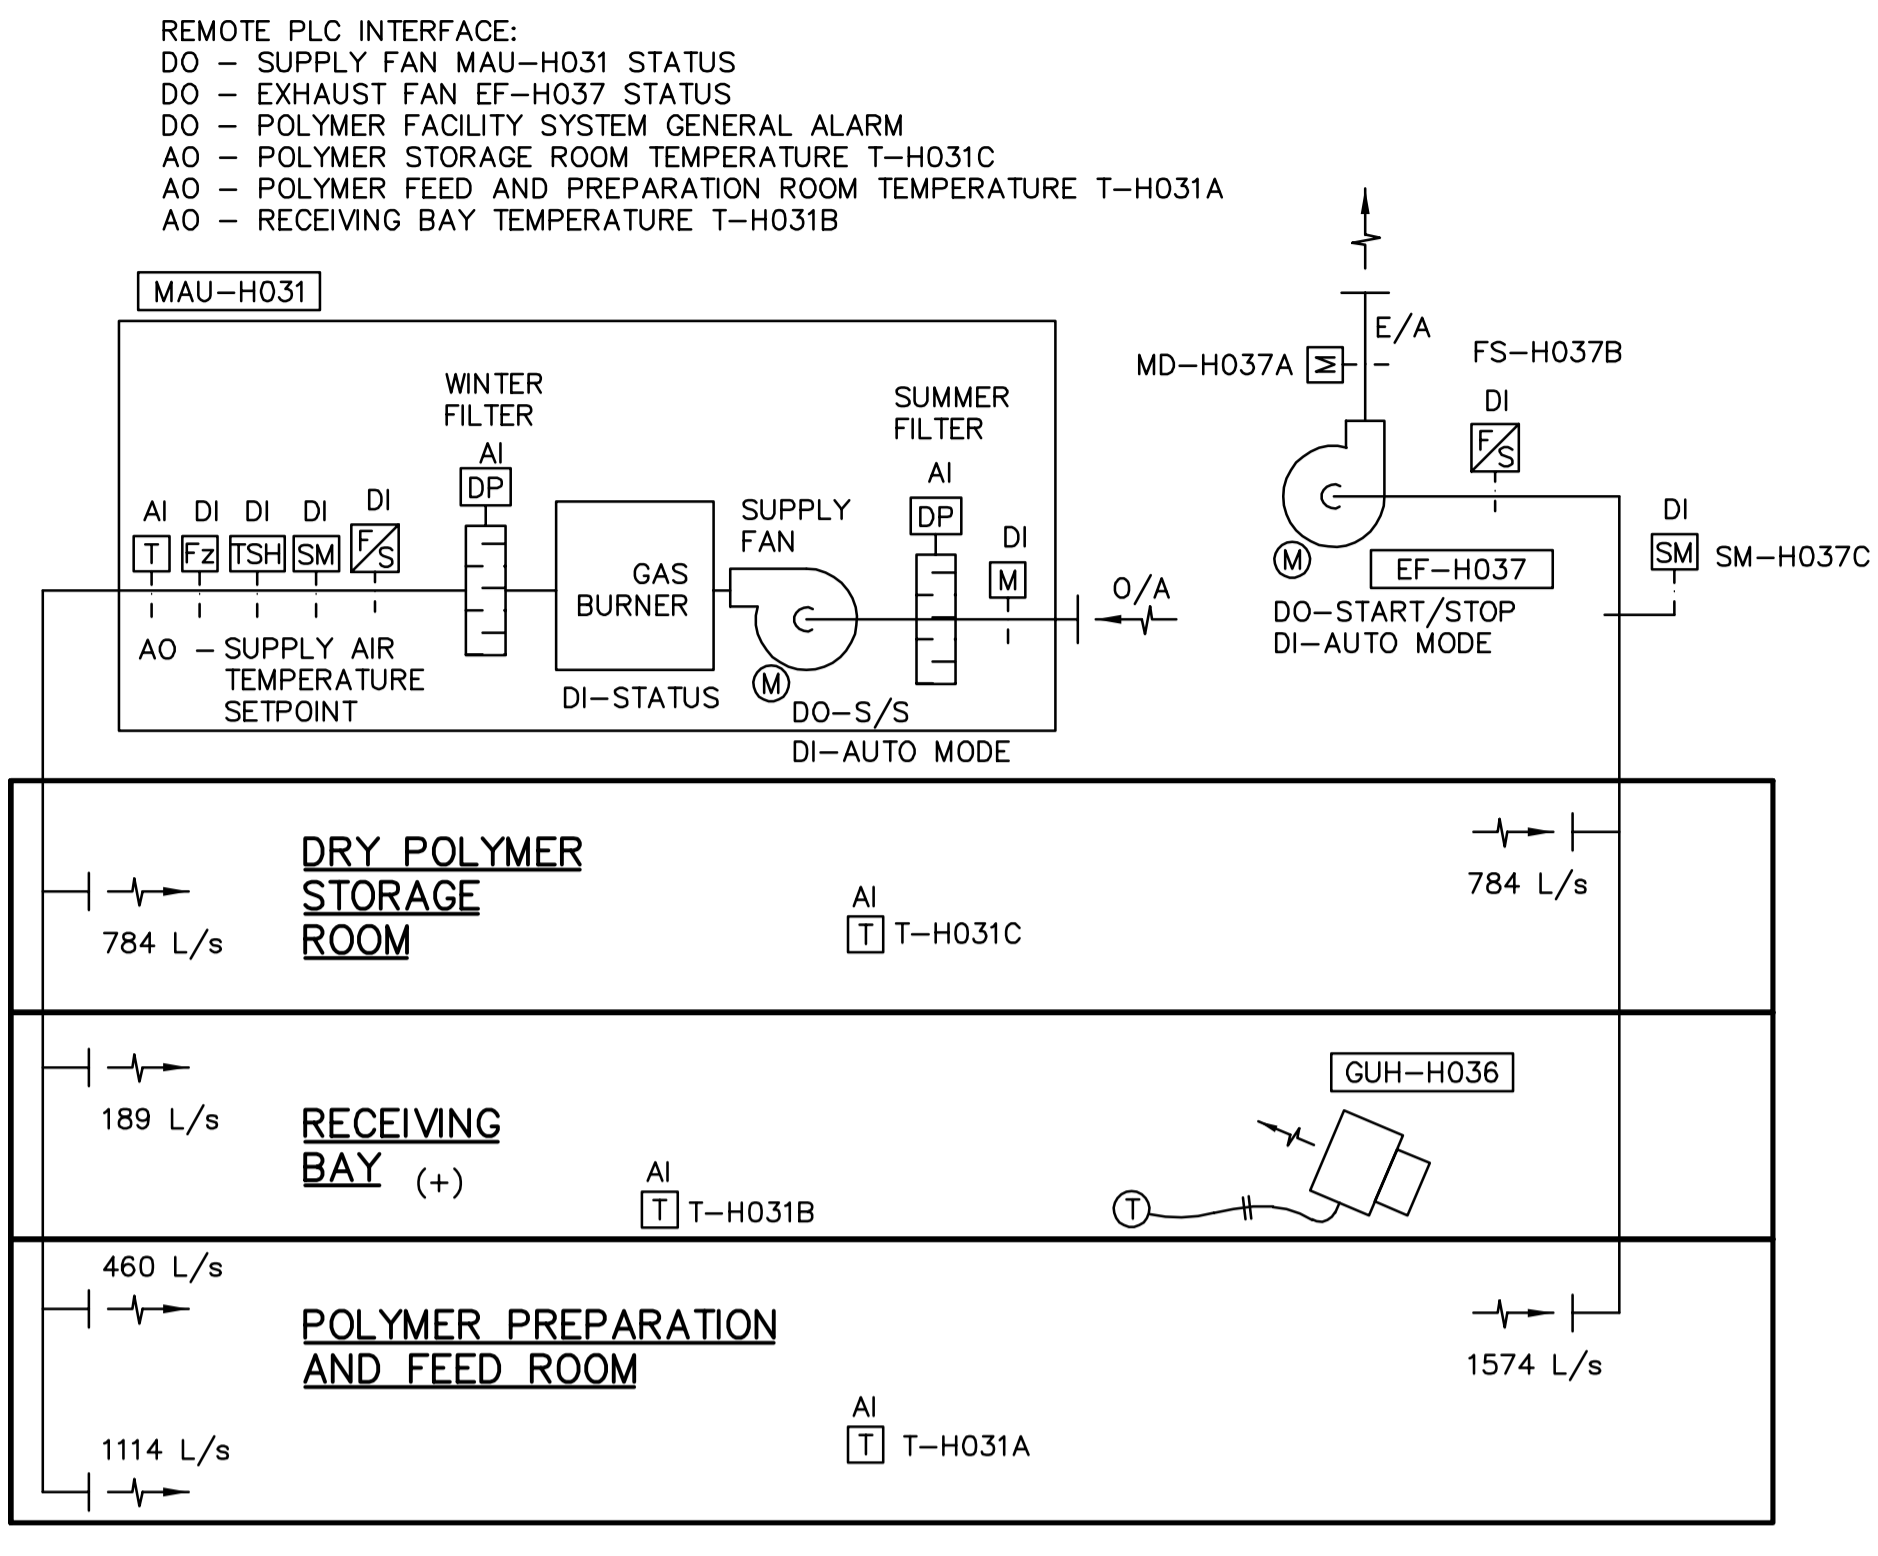 REMOTE PLC INTERFACE:
DO – SUPPLY FAN MAU–H031 STATUS
DO – EXHAUST FAN EF–H037 STATUS
DO – POLYMER FACILITY SYSTEM GENERAL ALARM
AO – POLYMER STORAGE ROOM TEMPERATURE T–H031C
AO – POLYMER FEED AND PREPARATION ROOM TEMPERATURE T–H031A
AO – RECEIVING BAY TEMPERATURE T–H031B
MAU–H031
WINTER
FILTER
AI
DP
SUMMER
FILTER
AI
DP
AI DI DI DI DI
T Fz TSH SM F/S
AO – SUPPLY AIR
TEMPERATURE
SETPOINT
GAS
BURNER
DI–STATUS
SUPPLY
FAN
M
DO–S/S
DI–AUTO MODE
DI
M
O/A
E/A
MD–H037A
M
FS–H037B
DI
F/S
M
EF–H037
DO–START/STOP
DI–AUTO MODE
DI
SM SM–H037C
DRY POLYMER
STORAGE
ROOM
784 L/s
AI
T T–H031C
784 L/s
189 L/s
RECEIVING
BAY (+)
AI
T T–H031B
GUH–H036
T
460 L/s
POLYMER PREPARATION
AND FEED ROOM
1574 L/s
AI
T T–H031A
1114 L/s